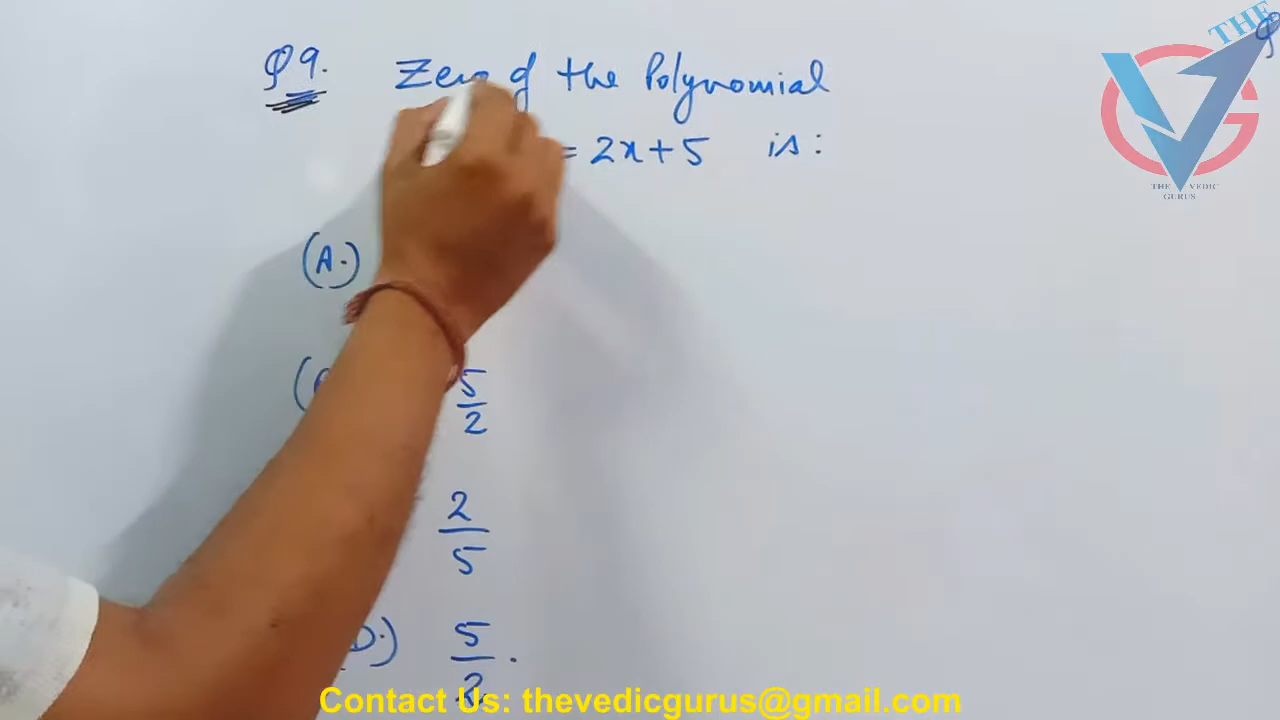 Q9. Zero of the Polynomial
= 2x+5 is:
(A.)
5/2
2/5
D.) 5/2.
THE
THE VEDIC
GURUS
Contact Us: thevedicgurus@gmail.com